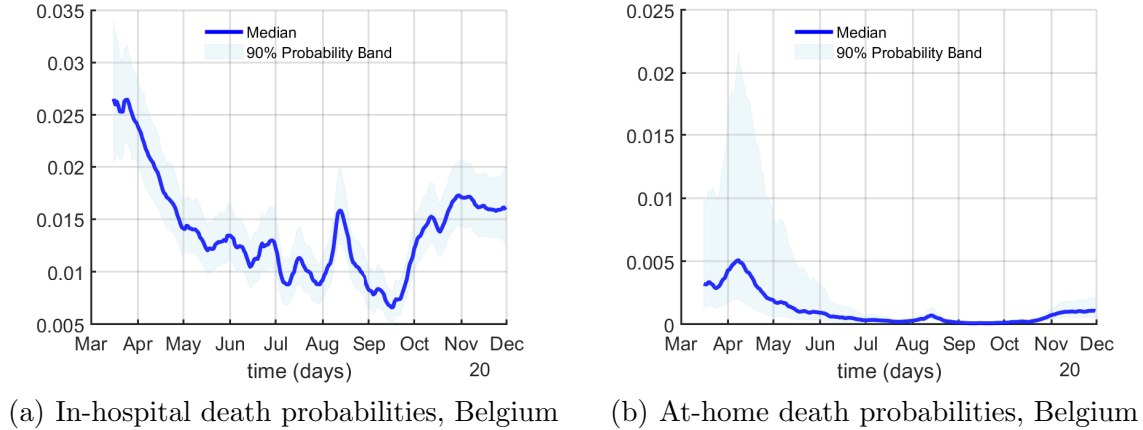 0.035
0.03
0.025
0.02
0.015
0.01
0.005
Median
90% Probability Band
Mar Apr May Jun Jul Aug Sep Oct Nov Dec
time (days) 20
(a) In-hospital death probabilities, Belgium
0.025
0.02
0.015
0.01
0.005
0
Median
90% Probability Band
Mar Apr May Jun Jul Aug Sep Oct Nov Dec
time (days) 20
(b) At-home death probabilities, Belgium